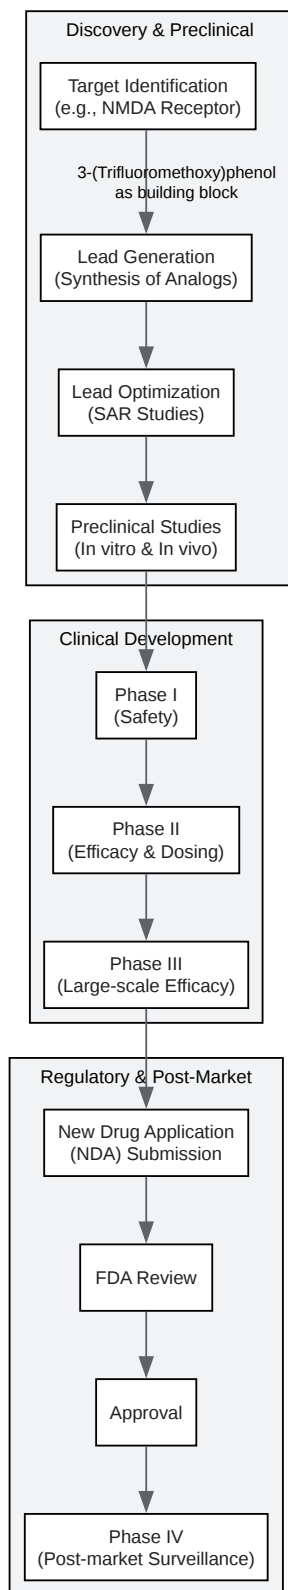 Discovery & Preclinical
Target Identification
(e.g., NMDA Receptor)
3-(Trifluoromethoxy)phenol
as building block
Lead Generation
(Synthesis of Analogs)
Lead Optimization
(SAR Studies)
Preclinical Studies
(In vitro & In vivo)
Clinical Development
Phase I
(Safety)
Phase II
(Efficacy & Dosing)
Phase III
(Large-scale Efficacy)
Regulatory & Post-Market
New Drug Application
(NDA) Submission
FDA Review
Approval
Phase IV
(Post-market Surveillance)